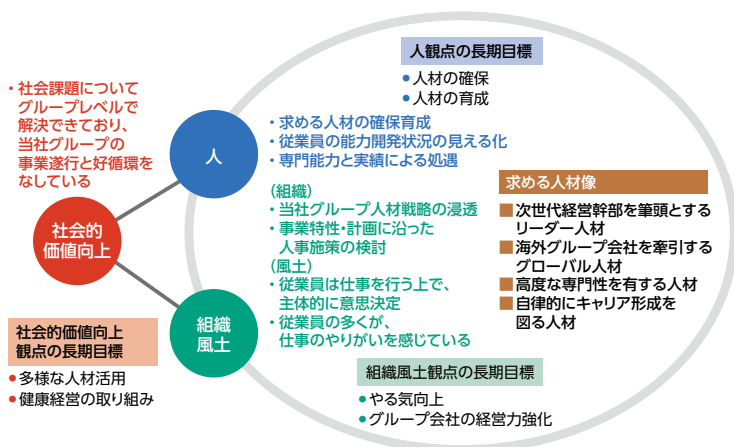 人観点の長期目標
●人材の確保
●人材の育成
・社会課題について
グループレベルで
解決できており、
当社グループの
事業遂行と好循環を
なしている
人
・求める人材の確保育成
・従業員の能力開発状況の見える化
・専門能力と実績による処遇
社会的
価値向上
（組織）
・当社グループ人材戦略の浸透
・事業特性・計画に沿った
人事施策の検討
（風土）
・従業員は仕事を行う上で、
主体的に意思決定
・従業員の多くが、
仕事のやりがいを感じている
求める人材像
■次世代経営幹部を筆頭とする
リーダー人材
■海外グループ会社を牽引する
グローバル人材
■高度な専門性を有する人材
■自律的にキャリア形成を
図る人材
組織
風土
社会的価値向上
観点の長期目標
●多様な人材活用
●健康経営の取り組み
組織風土観点の長期目標
●やる気向上
●グループ会社の経営力強化